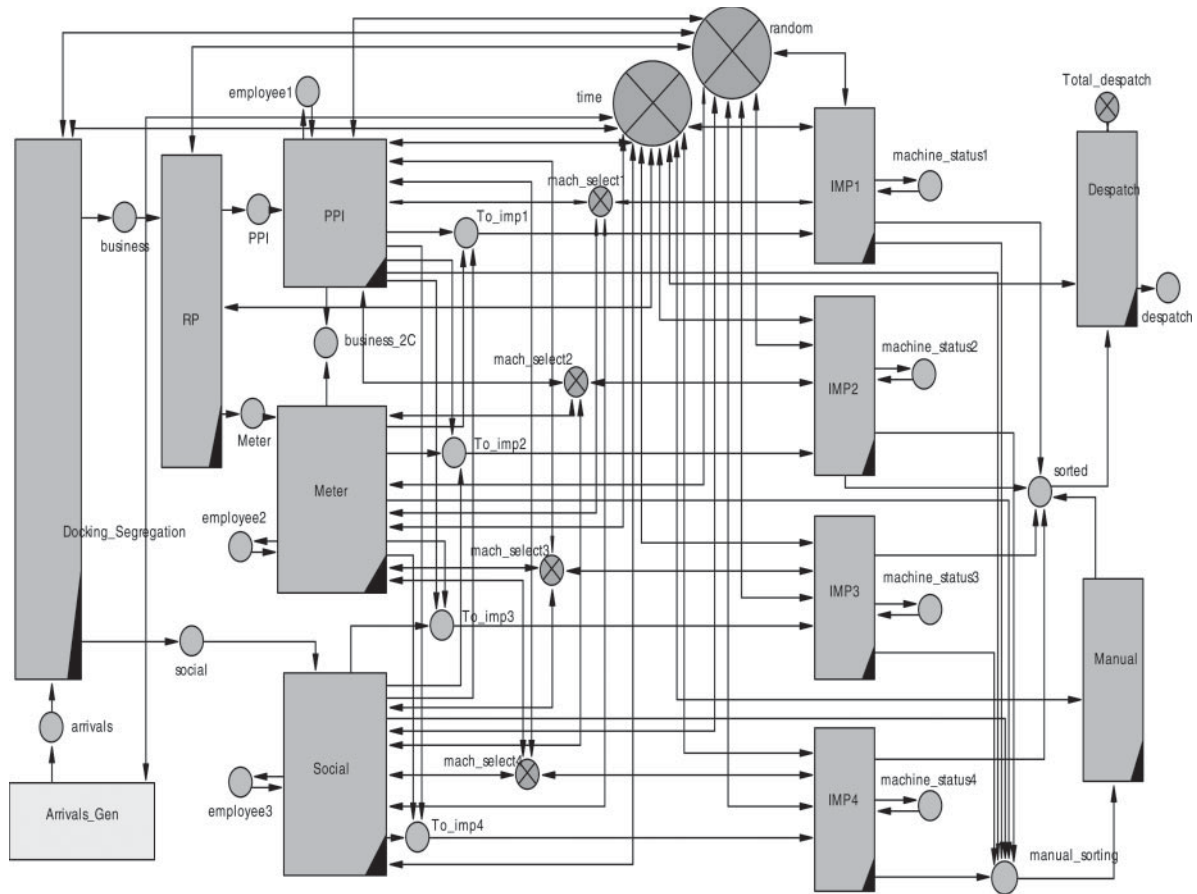 random
Total_despatch
employee1
time
machine_status1
mach_select1
IMP1
Despatch
PPI
To_imp1
business
PPI
despatch
RP
business_2C
mach_select2
machine_status2
IMP2
Meter
To_imp2
sorted
Meter
employee2
Docking_Segregation
mach_select3
machine_status3
IMP3
To_imp3
Manual
social
arrivals
Social
mach_select4
machine_status4
IMP4
employee3
Arrivals_Gen
To_imp4
manual_sorting